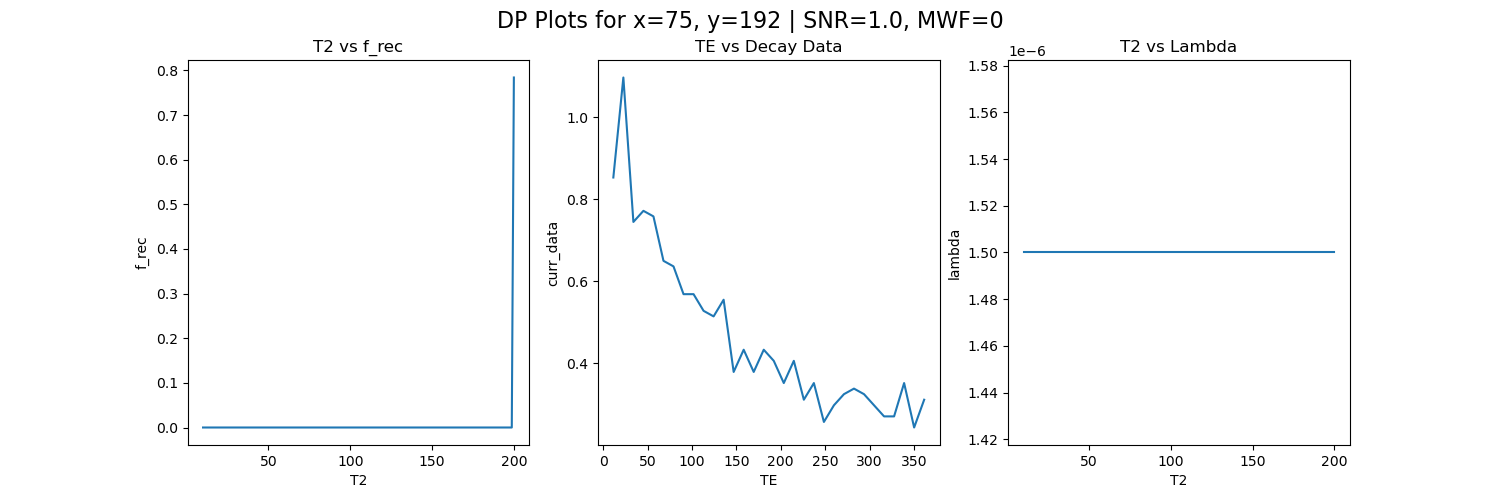 DP Plots for x=75, y=192 | SNR=1.0, MWF=0
T2 vs f_rec
0.8
0.7
0.6
0.5
0.4
0.3
0.2
0.1
0.0
f_rec
50 100 150 200
T2
TE vs Decay Data
1.0
0.8
0.6
0.4
curr_data
0 50 100 150 200 250 300 350
TE
T2 vs Lambda
1e−6
1.58
1.56
1.54
1.52
1.50
1.48
1.46
1.44
1.42
lambda
50 100 150 200
T2